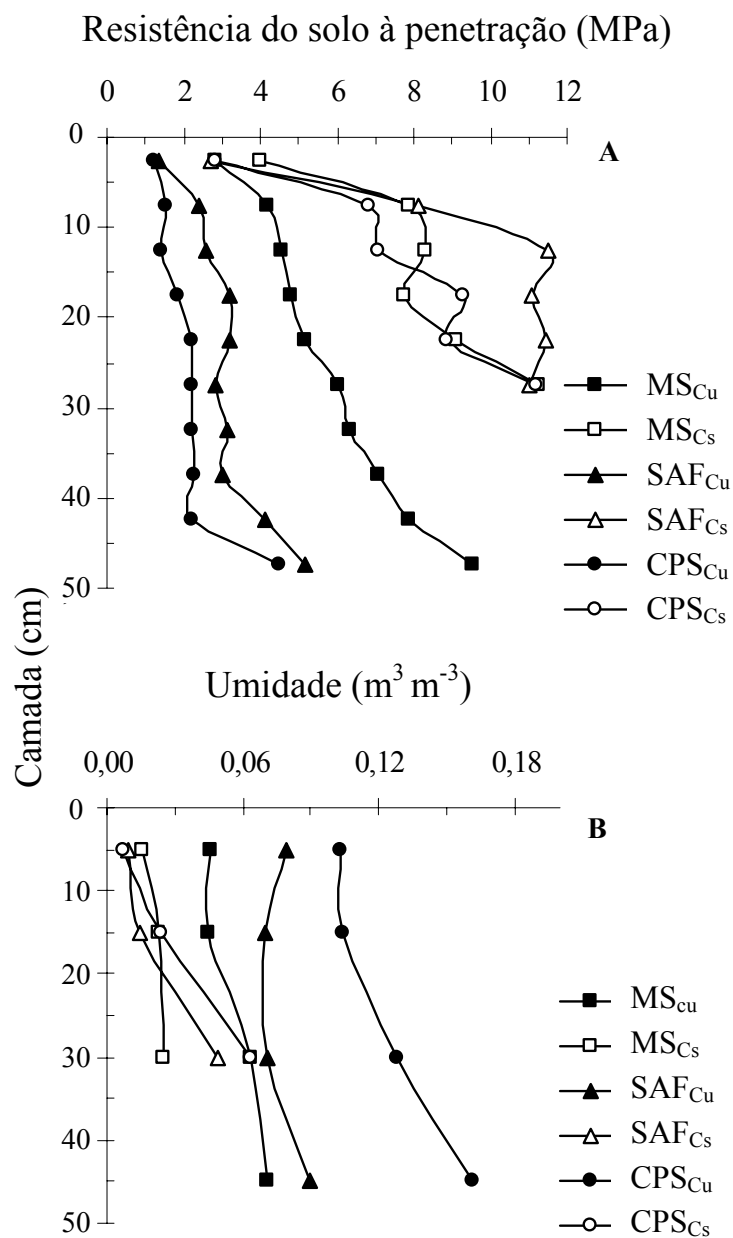 Resistência do solo à penetração (MPa)
0 2 4 6 8 10 12
0
10
20
30
40
50
A
MSCu
MSCs
SAFCu
SAFCs
CPSCu
CPSCs
Camada (cm)
Umidade (m³ m⁻³)
0,00 0,06 0,12 0,18
0
10
20
30
40
50
B
MScu
MSCs
SAFCu
SAFCs
CPSCu
CPSCs